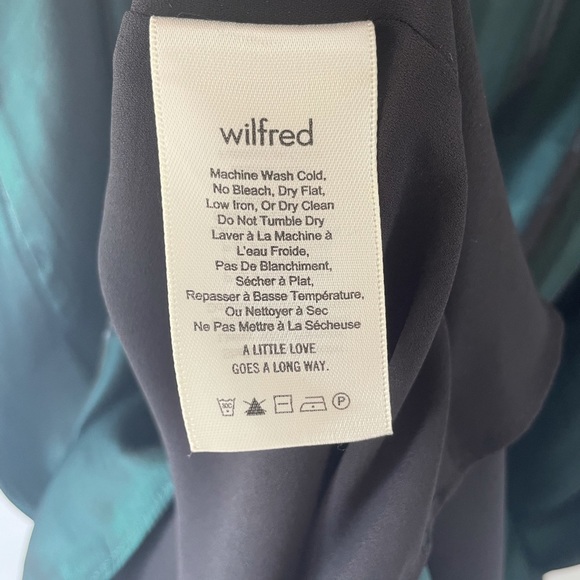 wilfred
Machine Wash Cold,
No Bleach, Dry Flat,
Low Iron, Or Dry Clean
Do Not Tumble Dry
Laver à La Machine à
L'eau Froide,
Pas De Blanchiment,
Sécher à Plat,
Repasser à Basse Température,
Ou Nettoyer à Sec
Ne Pas Mettre à La Sécheuse
A LITTLE LOVE
GOES A LONG WAY.
30C P